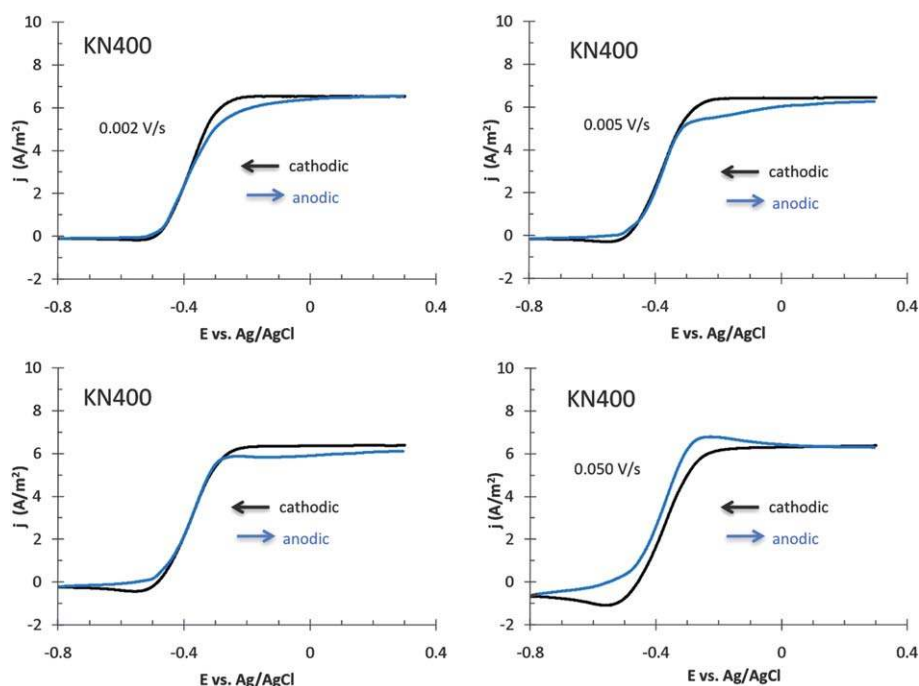 10
8
6
4
2
0
-2
KN400
0.002 V/s
cathodic
anodic
-0.8
-0.4
0
0.4
E vs. Ag/AgCl
j (A/m²)
10
8
6
4
2
0
-2
KN400
0.005 V/s
cathodic
anodic
-0.8
-0.4
0
0.4
E vs. Ag/AgCl
j (A/m²)
10
8
6
4
2
0
-2
KN400
cathodic
anodic
-0.8
-0.4
0
0.4
E vs. Ag/AgCl
j (A/m²)
10
8
6
4
2
0
-2
KN400
0.050 V/s
cathodic
anodic
-0.8
-0.4
0
0.4
E vs. Ag/AgCl
j (A/m²)